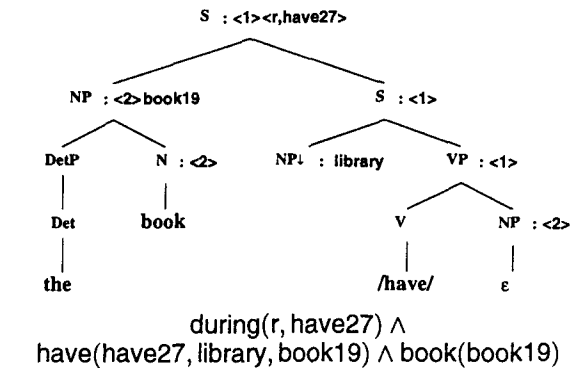 S : <1><r,have27>
NP : <2>book19 S : <1>
DetP N : <2> NP↓ : library VP : <1>
Det book V NP : <2>
the /have/ ε
during(r, have27) ∧
have(have27, library, book19) ∧ book(book19)